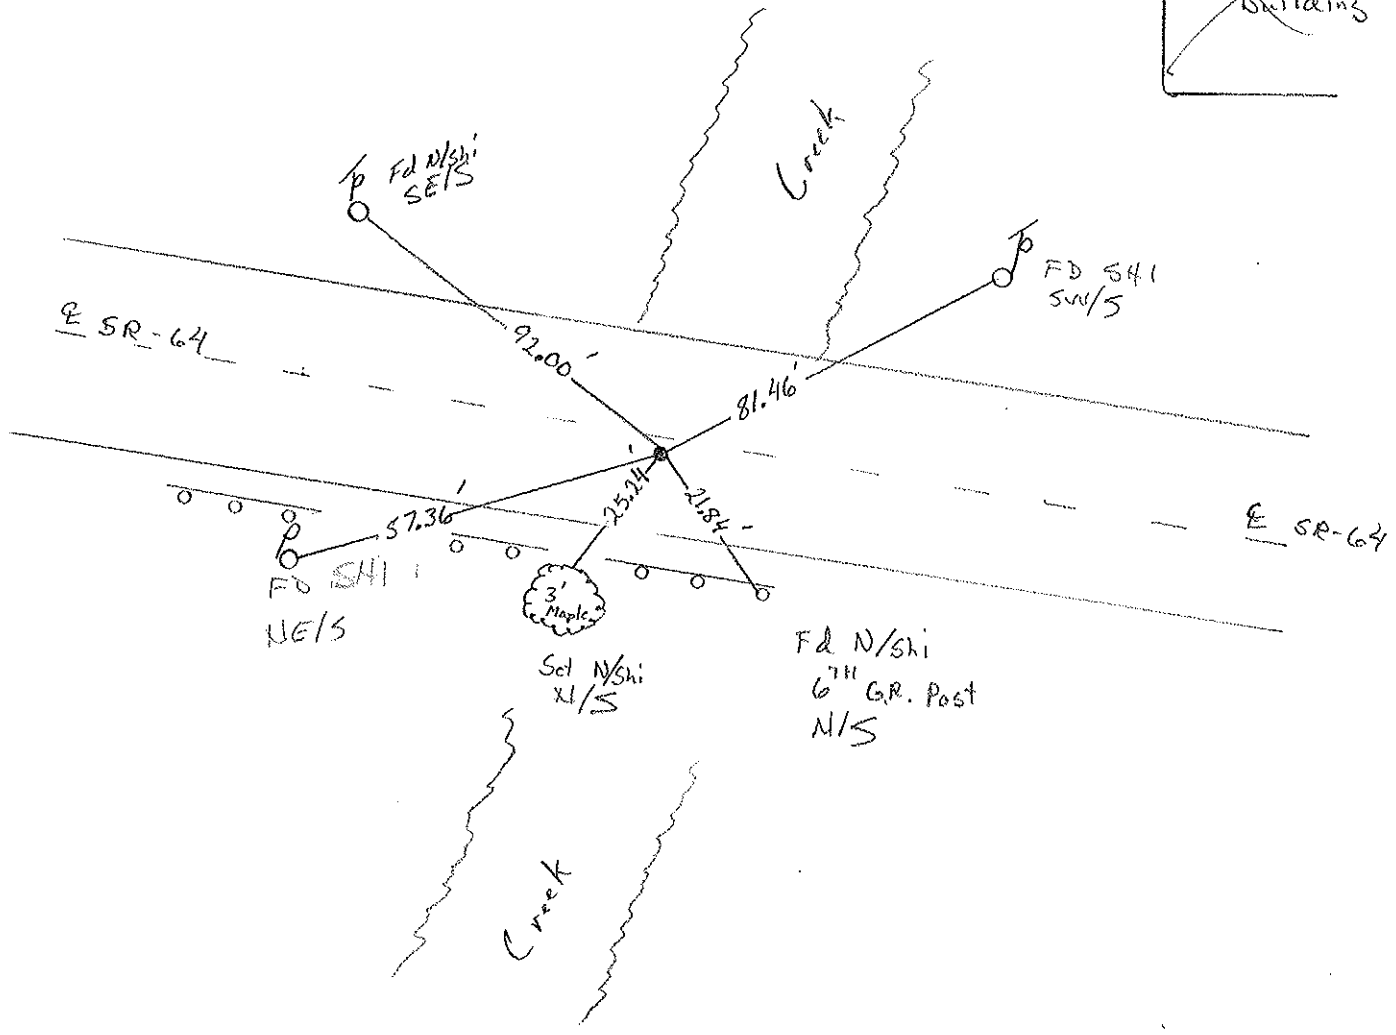 Building
Creek
Fd N/Shi
SE/S
FD SHI
SW/S
℄ SR-64
92.00'
81.46'
57.36'
25.24'
21.84'
℄ SR-64
FD SHI
NE/S
3'
Maple
Set N/Shi
N/S
Fd N/Shi
6TH G.R. Post
N/S
Creek